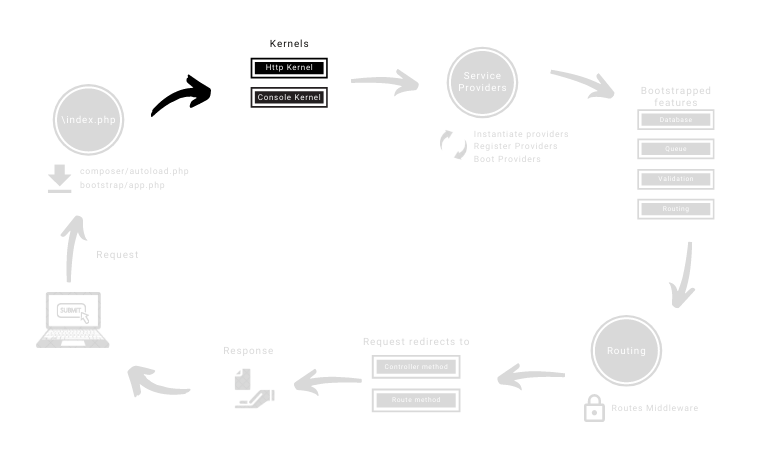 Kernels
Http Kernel
Console Kernel
Service
Providers
Instantiate providers
Register Providers
Boot Providers
Bootstrapped
features
Database
Queue
Validation
Routing
\index.php
composer/autoload.php
bootstrap/app.php
Request
SUBMIT
Response
Request redirects to
Controller method
Route method
Routing
Routes Middleware